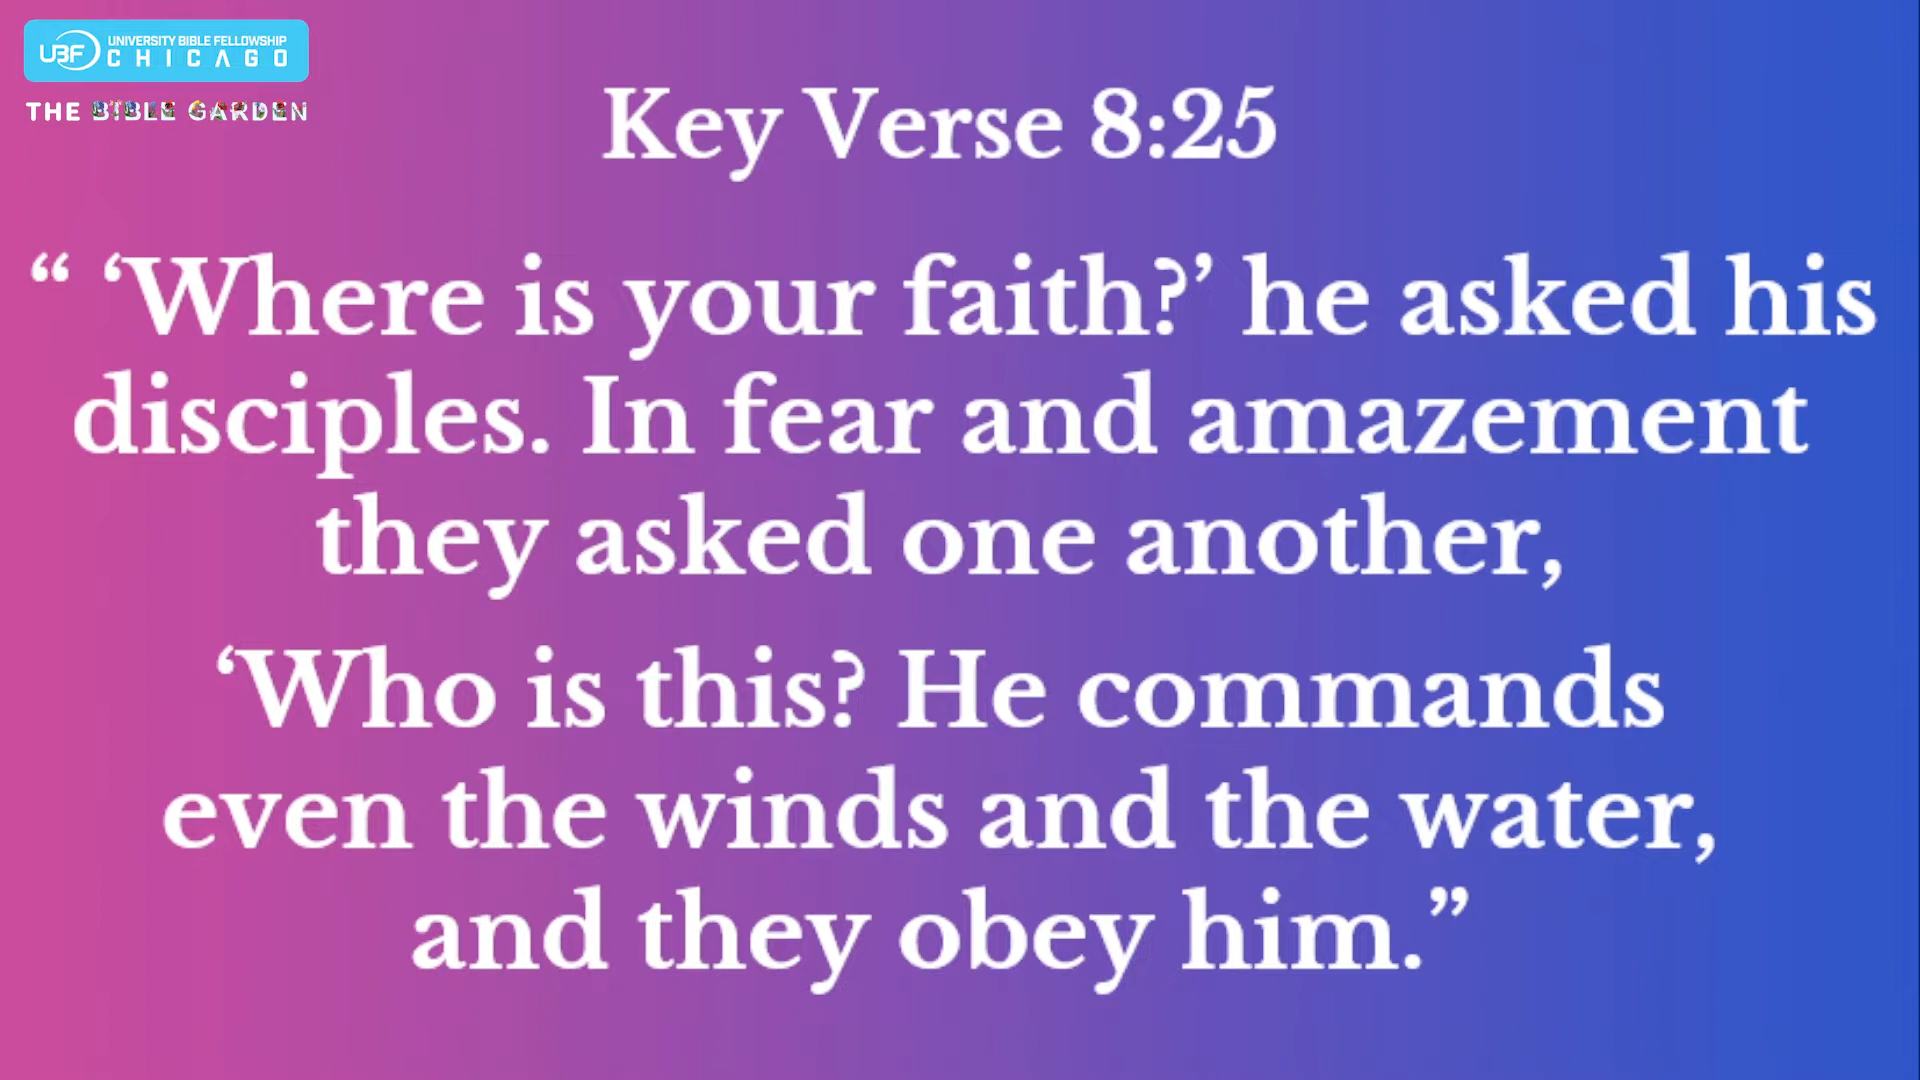 UBF UNIVERSITY BIBLE FELLOWSHIP
CHICAGO
THE BIBLE GARDEN
Key Verse 8:25
“ ‘Where is your faith?’ he asked his
disciples. In fear and amazement
they asked one another,
‘Who is this? He commands
even the winds and the water,
and they obey him.”